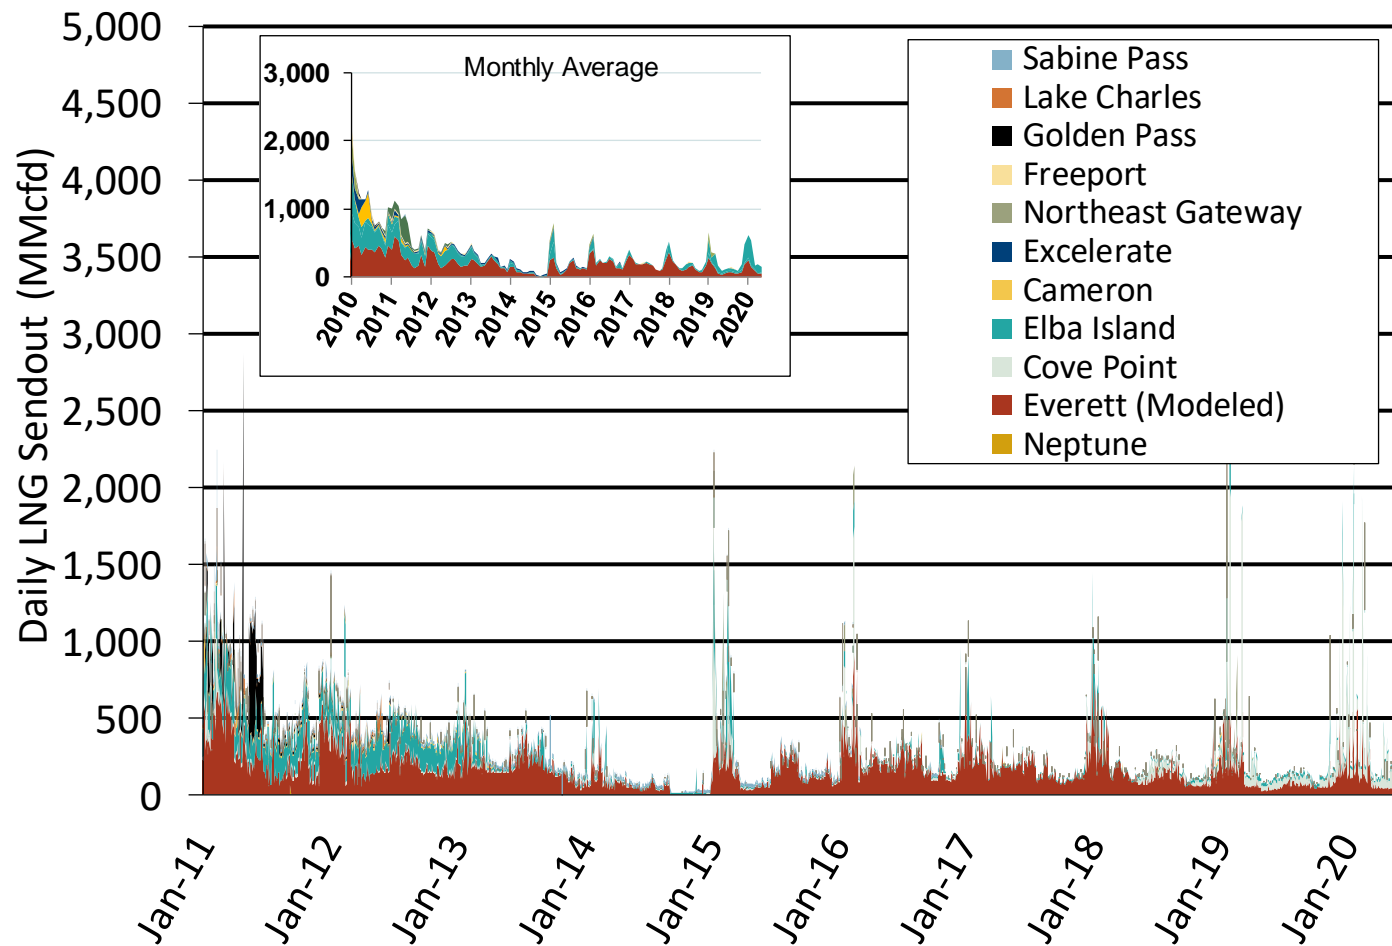 Daily LNG Sendout (MMcfd)
5,000
4,500
4,000
3,500
3,000
2,500
2,000
1,500
1,000
500
0
Monthly Average
3,000
2,000
1,000
0
2010
2011
2012
2013
2014
2015
2016
2017
2018
2019
2020
Sabine Pass
Lake Charles
Golden Pass
Freeport
Northeast Gateway
Excelerate
Cameron
Elba Island
Cove Point
Everett (Modeled)
Neptune
Jan-11
Jan-12
Jan-13
Jan-14
Jan-15
Jan-16
Jan-17
Jan-18
Jan-19
Jan-20